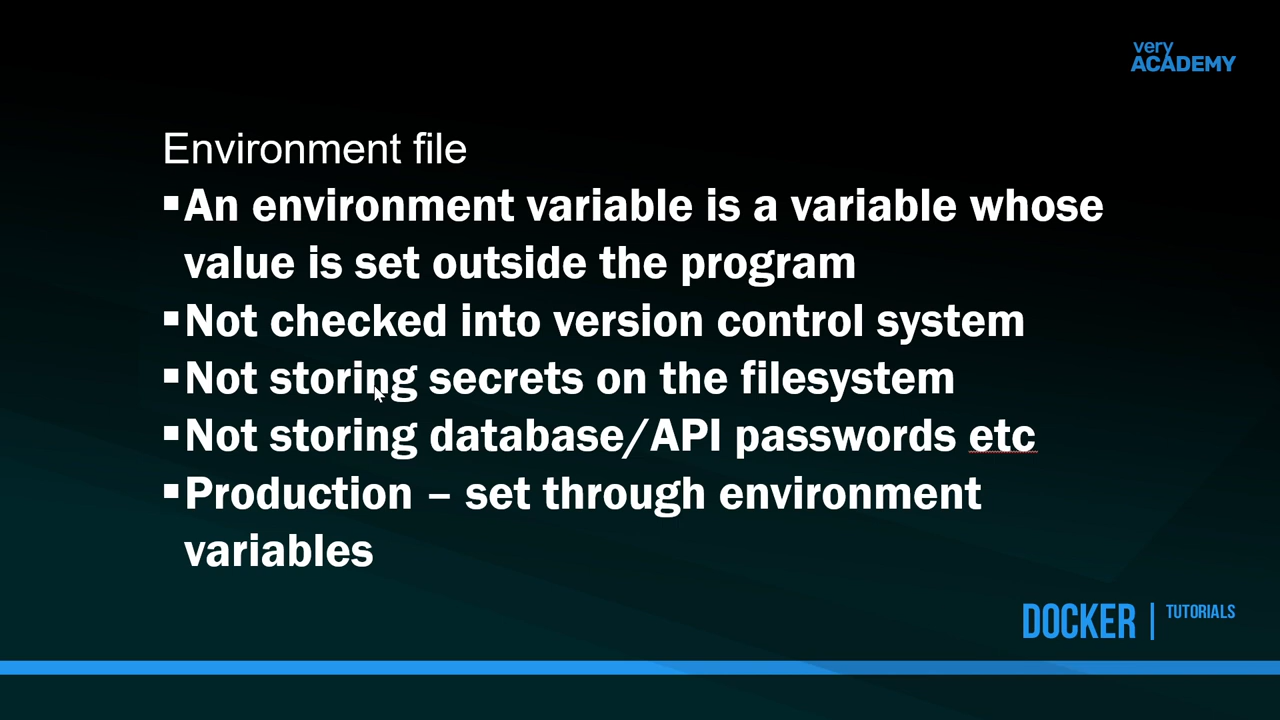 very
ACADEMY
Environment file
▪An environment variable is a variable whose
value is set outside the program
▪Not checked into version control system
▪Not storing secrets on the filesystem
▪Not storing database/API passwords etc
▪Production – set through environment
variables
DOCKER | TUTORIALS